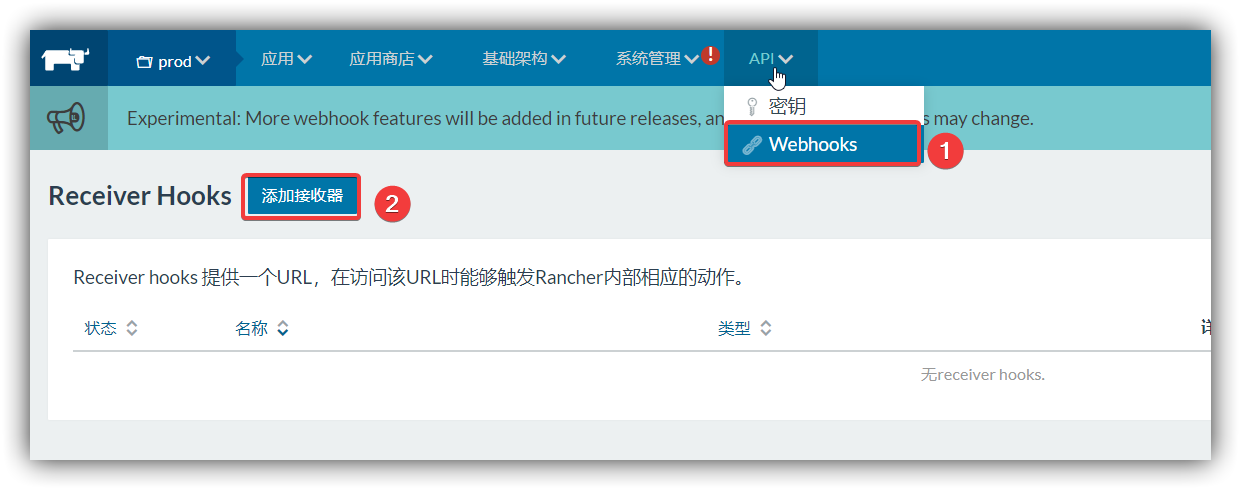 prod 应用 应用商店 基础架构 系统管理 API
密钥
Experimental: More webhook features will be added in future releases, an s may change.
Webhooks 1
Receiver Hooks 添加接收器 2
Receiver hooks 提供一个URL，在访问该URL时能够触发Rancher内部相应的动作。
状态 名称 类型
无receiver hooks.